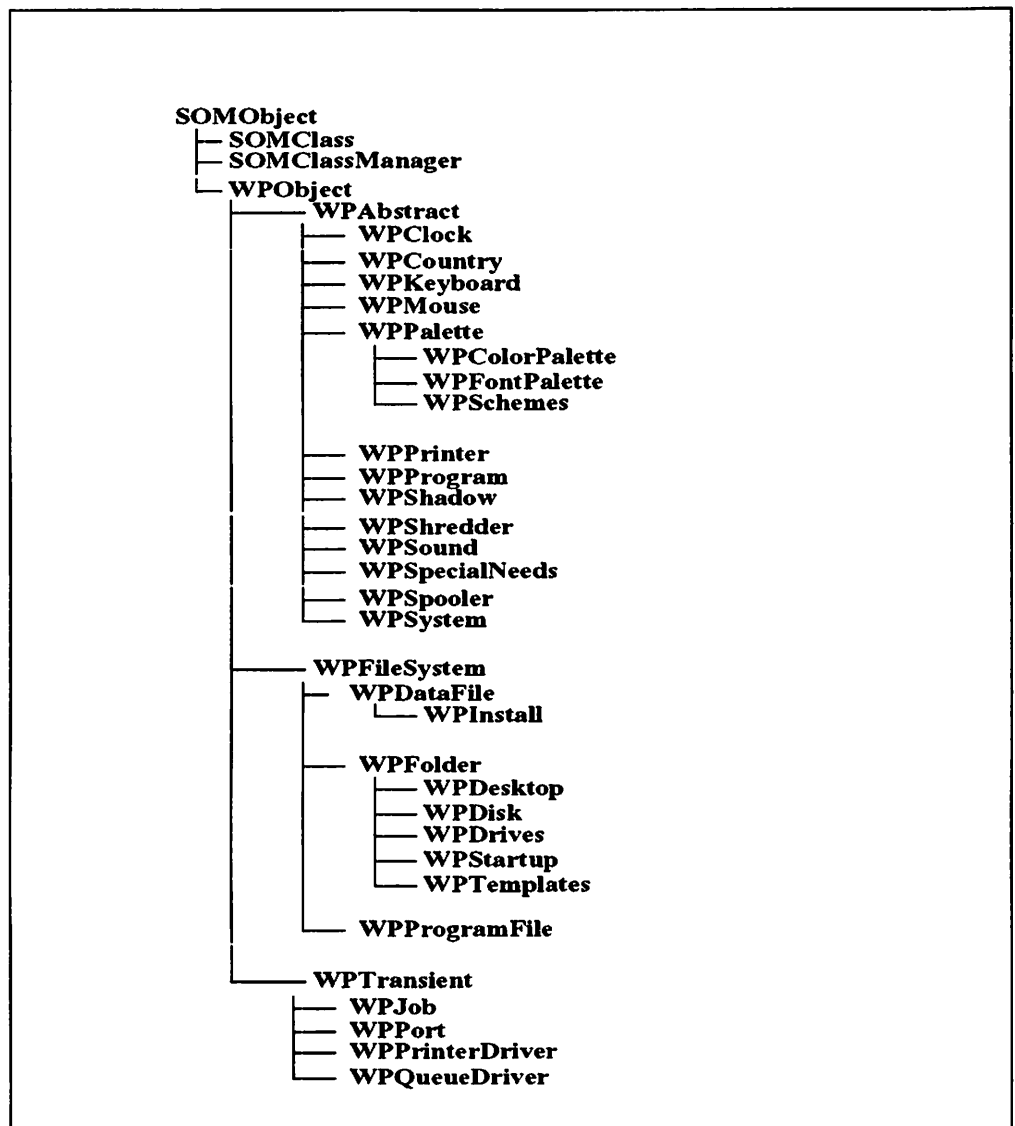 SOMObject
SOMClass
SOMClassManager
WPObject
WPAbstract
WPClock
WPCountry
WPKeyboard
WPMouse
WPPalette
WPColorPalette
WPFontPalette
WPSchemes
WPPrinter
WPProgram
WPShadow
WPShredder
WPSound
WPSpecialNeeds
WPSpooler
WPSystem
WPFileSystem
WPDataFile
WPInstall
WPFolder
WPDesktop
WPDisk
WPDrives
WPStartup
WPTemplates
WPProgramFile
WPTransient
WPJob
WPPort
WPPrinterDriver
WPQueueDriver